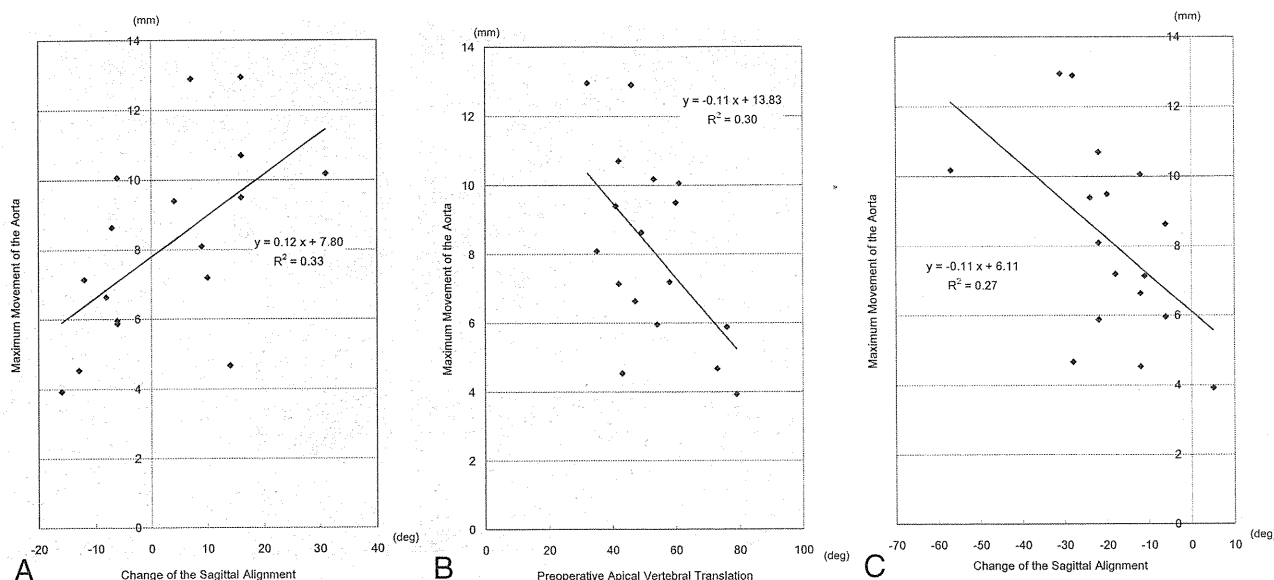 (mm)
14
12
10
8
6
4
2
0
Maximum Movement of the Aorta
y = 0.12 x + 7.80
R² = 0.33
-20
-10
0
10
20
30
40
(deg)
A
Change of the Sagittal Alignment
(mm)
14
12
10
8
6
4
2
0
Maximum Movement of the Aorta
y = -0.11 x + 13.83
R² = 0.30
0
20
40
60
80
100
(deg)
B
Preoperative Apical Vertebral Translation
(mm)
14
12
10
8
6
4
2
0
Maximum Movement of the Aorta
y = -0.11 x + 6.11
R² = 0.27
-70
-60
-50
-40
-30
-20
-10
0
10
(deg)
C
Change of the Sagittal Alignment